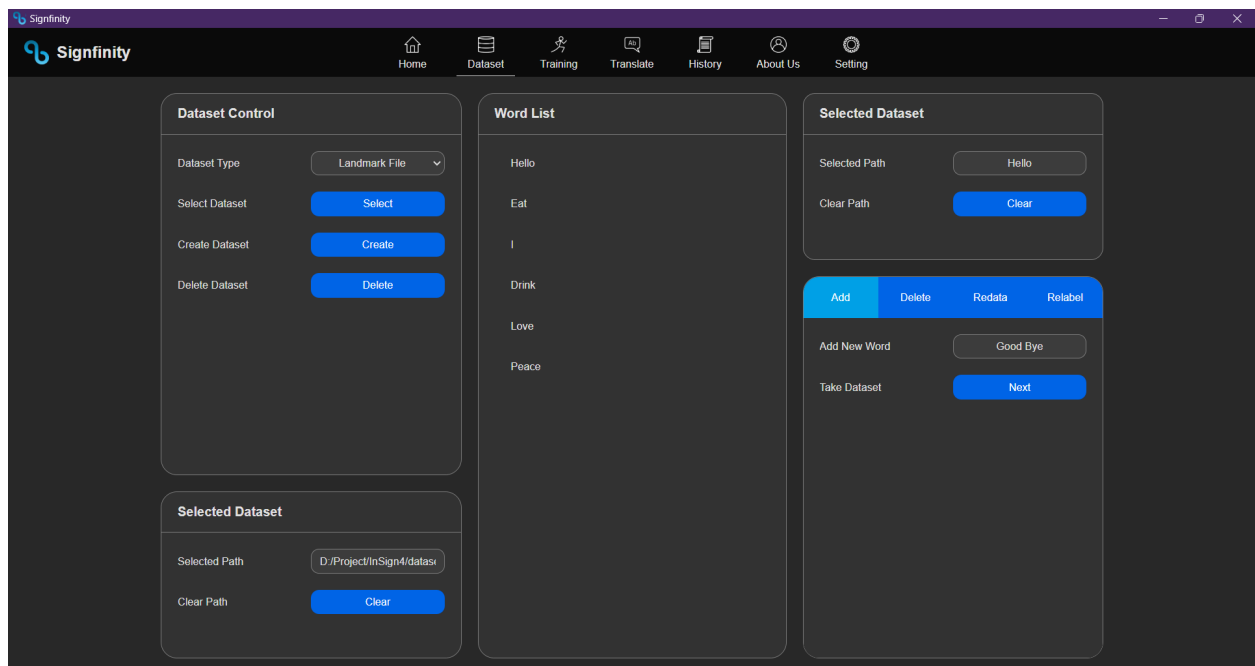 Signfinity
Signfinity
Home
Dataset
Training
Ab
Translate
History
About Us
Setting
Dataset Control
Dataset Type
Landmark File
Select Dataset
Select
Create Dataset
Create
Delete Dataset
Delete
Selected Dataset
Selected Path
D:/Project/InSign4/datase
Clear Path
Clear
Word List
Hello
Eat
I
Drink
Love
Peace
Selected Dataset
Selected Path
Hello
Clear Path
Clear
Add
Delete
Redata
Relabel
Add New Word
Good Bye
Take Dataset
Next